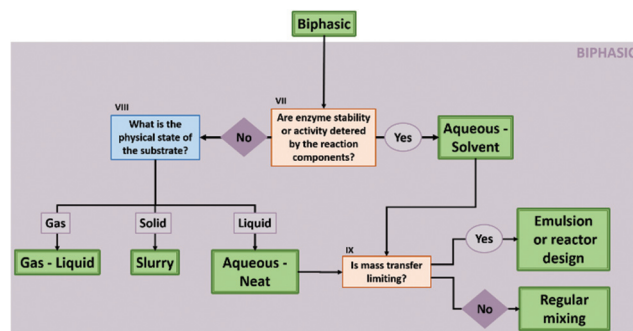 Biphasic
BIPHASIC
VIII
What is the
physical state of
the substrate?
No
VII
Are enzyme stability
or activity detered
by the reaction
components?
Yes
Aqueous -
Solvent
Gas
Solid
Liquid
Gas - Liquid
Slurry
Aqueous -
Neat
IX
Is mass transfer
limiting?
Yes
Emulsion
or reactor
design
No
Regular
mixing